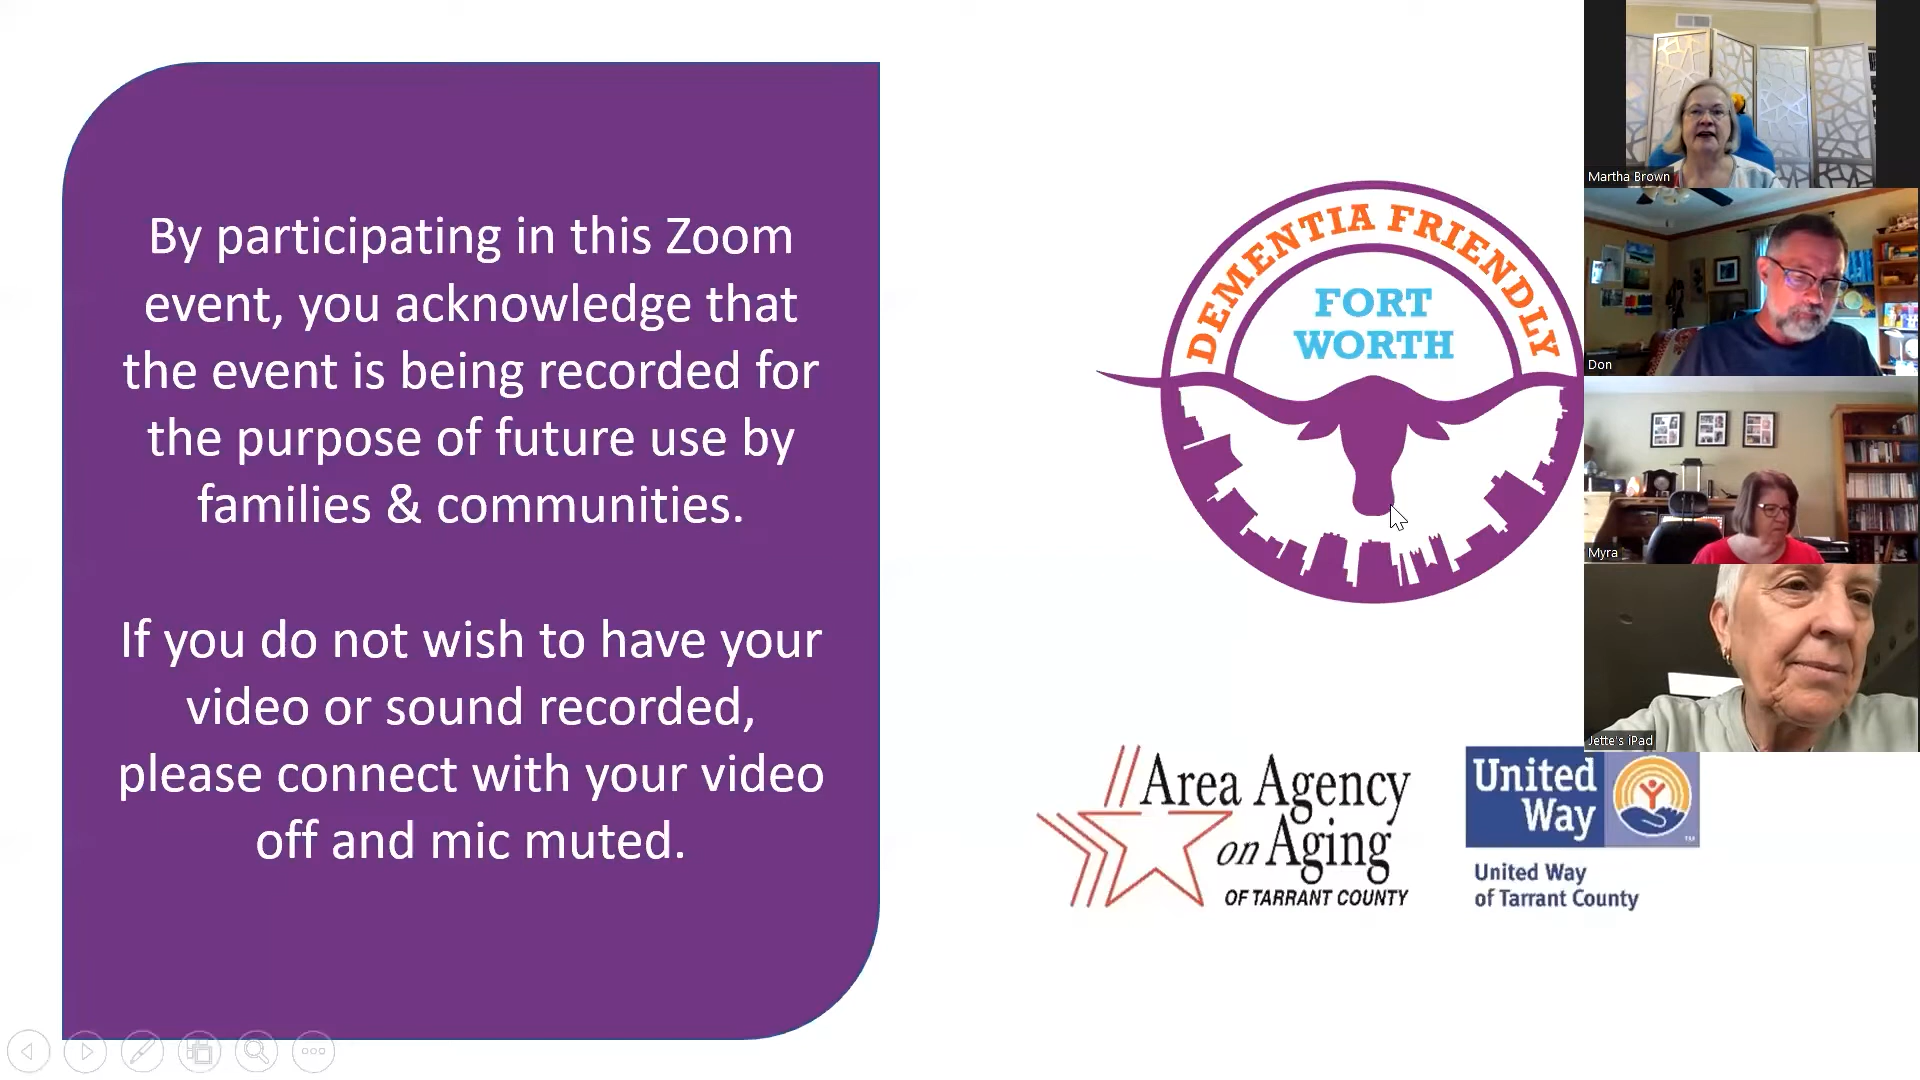 By participating in this Zoom
event, you acknowledge that
the event is being recorded for
the purpose of future use by
families & communities.
If you do not wish to have your
video or sound recorded,
please connect with your video
off and mic muted.
DEMENTIA FRIENDLY
FORT
WORTH
Area Agency
on Aging
OF TARRANT COUNTY
United
Way
TM
United Way
of Tarrant County
Martha Brown
Don
Myra
Jette's iPad